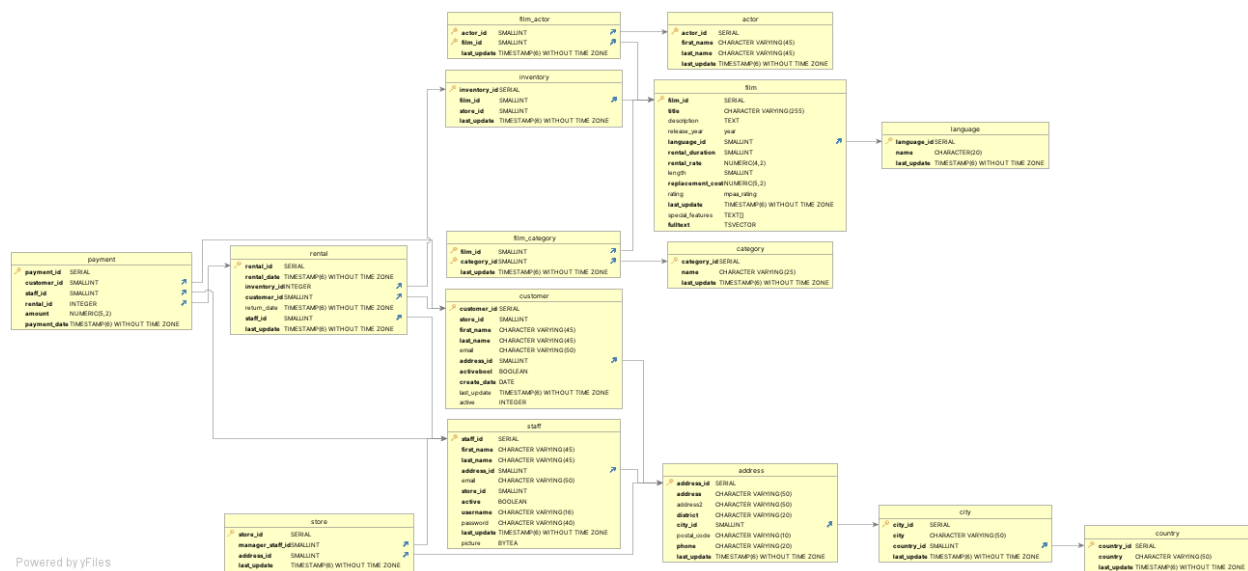 film_actor
actor_id SMALLINT
film_id SMALLINT
last_update TIMESTAMP(6) WITHOUT TIME ZONE
actor
actor_id SERIAL
first_name CHARACTER VARYING(45)
last_name CHARACTER VARYING(45)
last_update TIMESTAMP(6) WITHOUT TIME ZONE
inventory
inventory_id SERIAL
film_id SMALLINT
store_id SMALLINT
last_update TIMESTAMP(6) WITHOUT TIME ZONE
film
film_id SERIAL
title CHARACTER VARYING(255)
description TEXT
release_year year
language_id SMALLINT
rental_duration SMALLINT
rental_rate NUMERIC(4,2)
length SMALLINT
replacement_cost NUMERIC(5,2)
rating mpaa_rating
last_update TIMESTAMP(6) WITHOUT TIME ZONE
special_features TEXT[]
fulltext TSVECTOR
language
language_id SERIAL
name CHARACTER(20)
last_update TIMESTAMP(6) WITHOUT TIME ZONE
film_category
film_id SMALLINT
category_id SMALLINT
last_update TIMESTAMP(6) WITHOUT TIME ZONE
category
category_id SERIAL
name CHARACTER VARYING(25)
last_update TIMESTAMP(6) WITHOUT TIME ZONE
payment
payment_id SERIAL
customer_id SMALLINT
staff_id SMALLINT
rental_id INTEGER
amount NUMERIC(5,2)
payment_date TIMESTAMP(6) WITHOUT TIME ZONE
rental
rental_id SERIAL
rental_date TIMESTAMP(6) WITHOUT TIME ZONE
inventory_id INTEGER
customer_id SMALLINT
return_date TIMESTAMP(6) WITHOUT TIME ZONE
staff_id SMALLINT
last_update TIMESTAMP(6) WITHOUT TIME ZONE
customer
customer_id SERIAL
store_id SMALLINT
first_name CHARACTER VARYING(45)
last_name CHARACTER VARYING(45)
email CHARACTER VARYING(50)
address_id SMALLINT
activebool BOOLEAN
create_date DATE
last_update TIMESTAMP(6) WITHOUT TIME ZONE
active INTEGER
staff
staff_id SERIAL
first_name CHARACTER VARYING(45)
last_name CHARACTER VARYING(45)
address_id SMALLINT
email CHARACTER VARYING(50)
store_id SMALLINT
active BOOLEAN
username CHARACTER VARYING(16)
password CHARACTER VARYING(40)
last_update TIMESTAMP(6) WITHOUT TIME ZONE
picture BYTEA
address
address_id SERIAL
address CHARACTER VARYING(50)
address2 CHARACTER VARYING(50)
district CHARACTER VARYING(20)
city_id SMALLINT
postal_code CHARACTER VARYING(10)
phone CHARACTER VARYING(20)
last_update TIMESTAMP(6) WITHOUT TIME ZONE
store
store_id SERIAL
manager_staff_id SMALLINT
address_id SMALLINT
last_update TIMESTAMP(6) WITHOUT TIME ZONE
city
city_id SERIAL
city CHARACTER VARYING(50)
country_id SMALLINT
last_update TIMESTAMP(6) WITHOUT TIME ZONE
country
country_id SERIAL
country CHARACTER VARYING(50)
last_update TIMESTAMP(6) WITHOUT TIME ZONE
Powered by yFiles